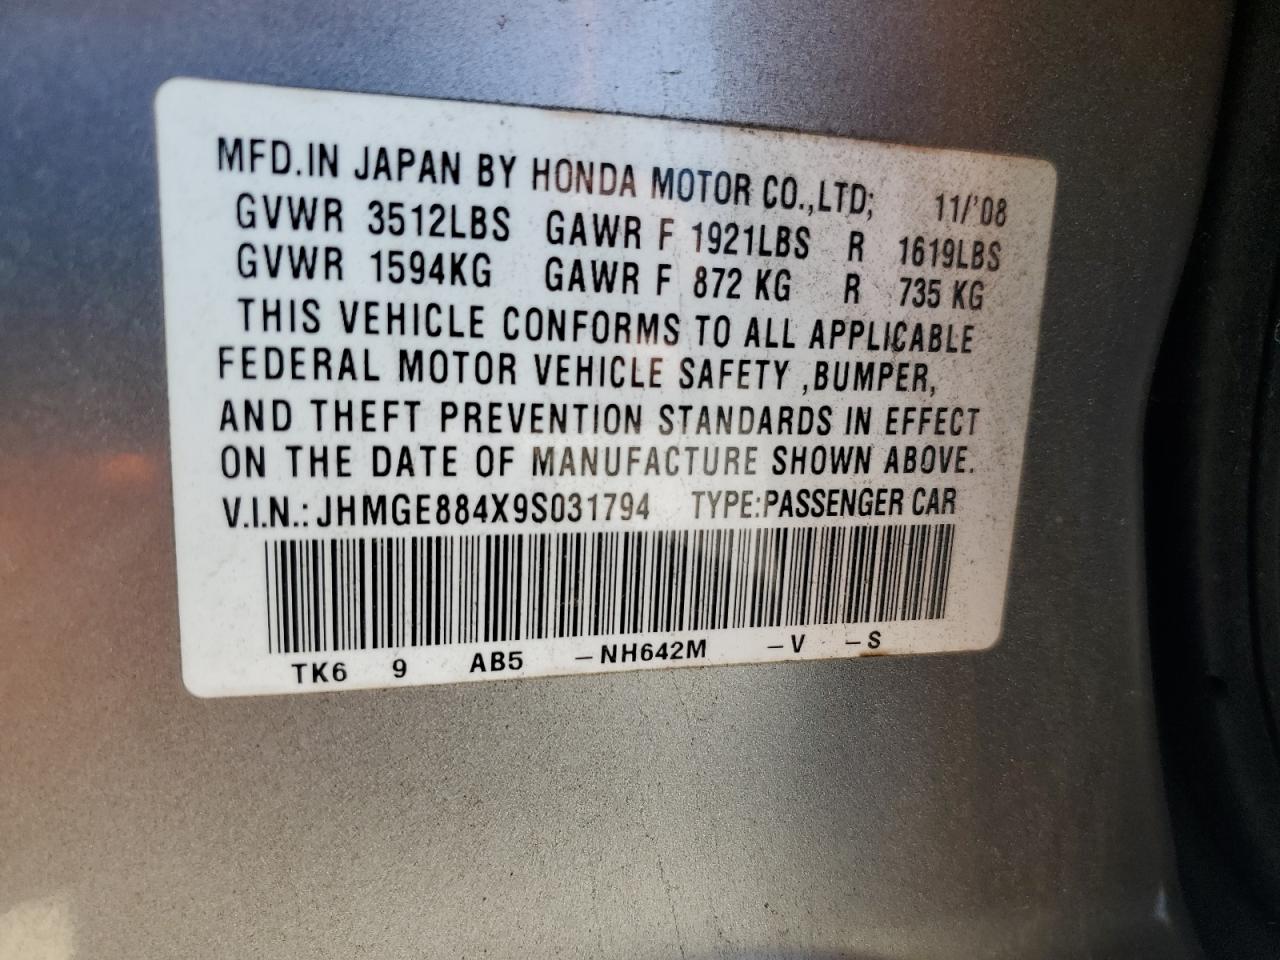 MFD.IN JAPAN BY HONDA MOTOR CO.,LTD; 11/'08
GVWR 3512LBS GAWR F 1921LBS R 1619LBS
GVWR 1594KG GAWR F 872 KG R 735 KG
THIS VEHICLE CONFORMS TO ALL APPLICABLE
FEDERAL MOTOR VEHICLE SAFETY ,BUMPER,
AND THEFT PREVENTION STANDARDS IN EFFECT
ON THE DATE OF MANUFACTURE SHOWN ABOVE.
V.I.N.: JHMGE884X9S031794 TYPE:PASSENGER CAR
TK6 9 AB5 –NH642M –V –S